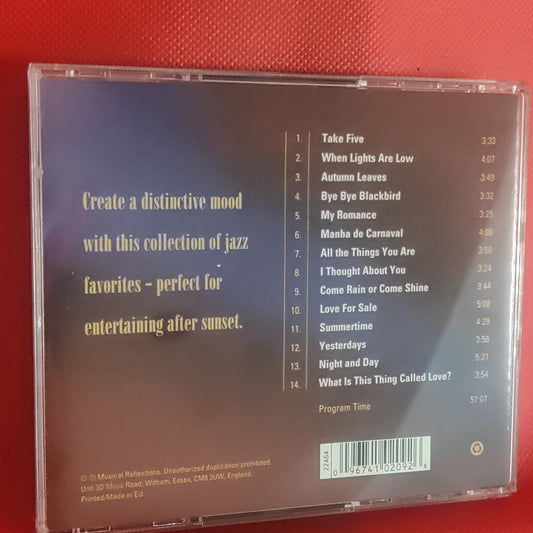 Create a distinctive mood
with this collection of jazz
favorites – perfect for
entertaining after sunset.
1. Take Five 3:33
2. When Lights Are Low 4:07
3. Autumn Leaves 3:49
4. Bye Bye Blackbird 3:32
5. My Romance 3:25
6. Manha de Carnaval 4:00
7. All the Things You Are 3:50
8. I Thought About You 3:24
9. Come Rain or Come Shine 3:44
10. Love For Sale 5:08
11. Summertime 4:29
12. Yesterdays 3:56
13. Night and Day 5:21
14. What Is This Thing Called Love? 3:54
Program Time 57:07
22464
0 96741 02092 6
© ℗ Musical Reflections. Unauthorized duplication prohibited.
Unit 3D Moss Road, Witham, Essex, CM8 3UW, England.
Printed/Made in EU.